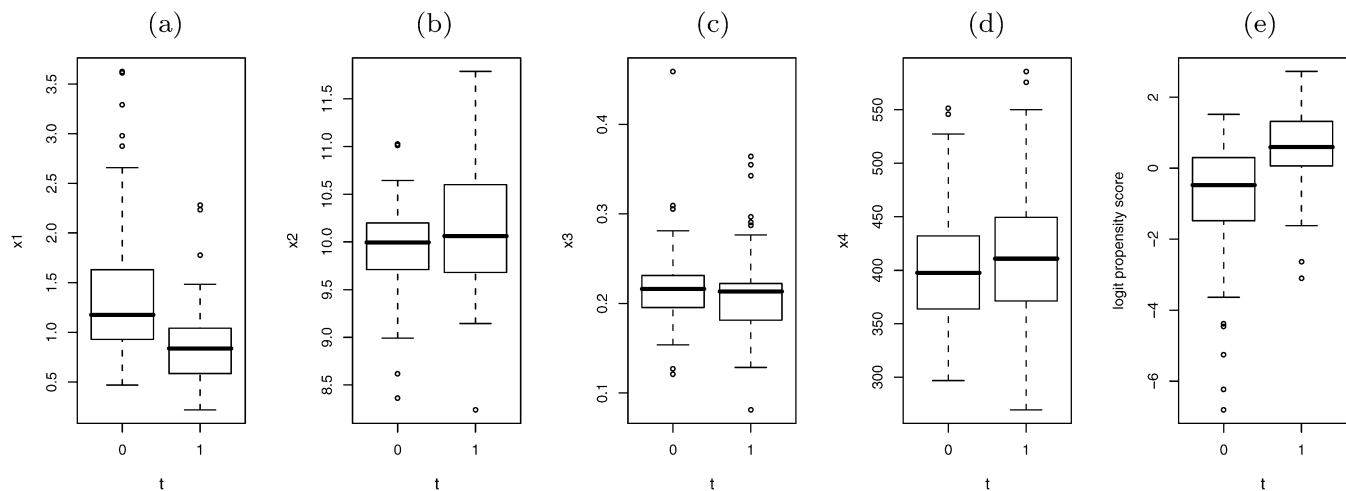 (a)
x1
3.5
3.0
2.5
2.0
1.5
1.0
0.5
0 1
t
(b)
x2
11.5
11.0
10.5
10.0
9.5
9.0
8.5
0 1
t
(c)
x3
0.4
0.3
0.2
0.1
0 1
t
(d)
x4
550
500
450
400
350
300
0 1
t
(e)
logit propensity score
2
0
-2
-4
-6
0 1
t